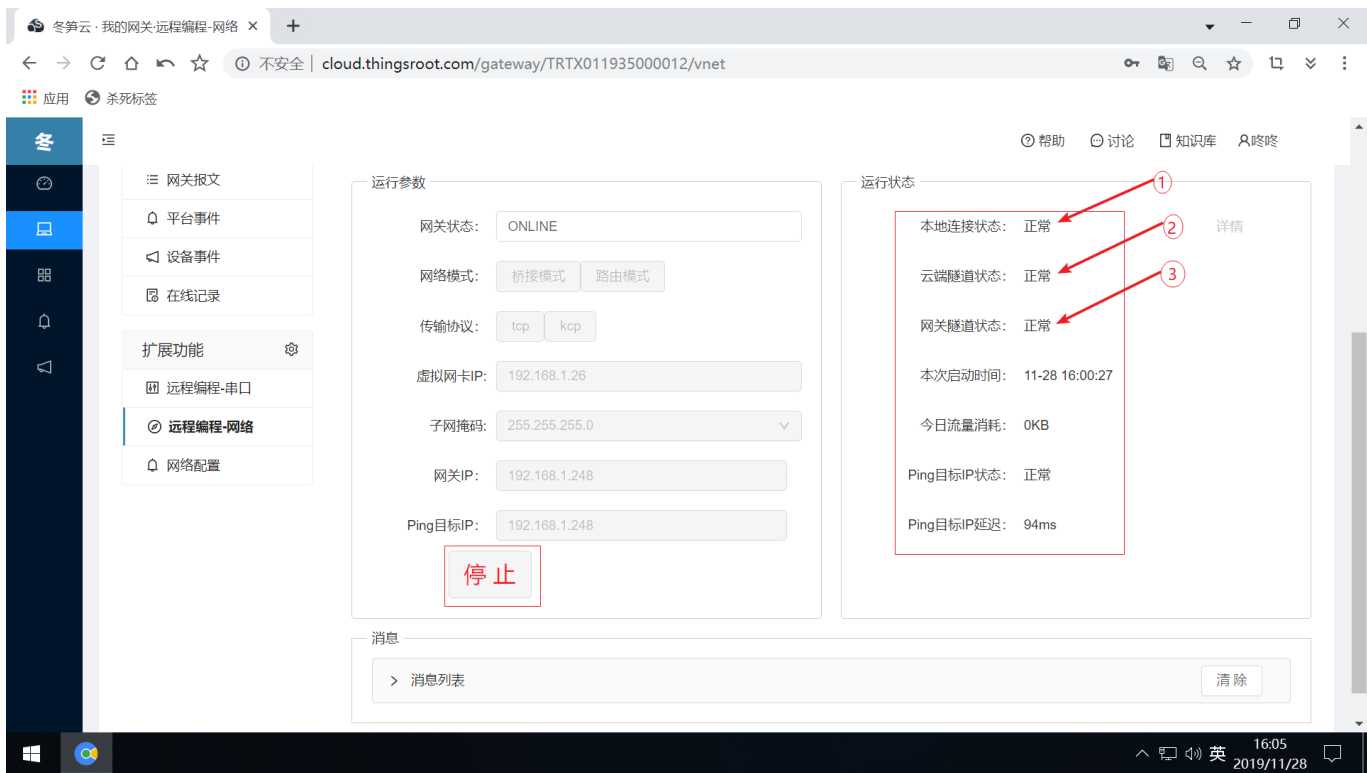 冬笋云 · 我的网关·远程编程-网络
不安全 | cloud.thingsroot.com/gateway/TRTX011935000012/vnet
应用 杀死标签
冬
帮助 讨论 知识库 咚咚
网关报文
平台事件
设备事件
在线记录
扩展功能
远程编程-串口
远程编程-网络
网络配置
运行参数
网关状态: ONLINE
网络模式: 桥接模式 路由模式
传输协议: tcp kcp
虚拟网卡IP: 192.168.1.26
子网掩码: 255.255.255.0
网关IP: 192.168.1.248
Ping目标IP: 192.168.1.248
停 止
运行状态
① 
本地连接状态: 正常 ② 详情
云端隧道状态: 正常 ③
网关隧道状态: 正常
本次启动时间: 11-28 16:00:27
今日流量消耗: 0KB
Ping目标IP状态: 正常
Ping目标IP延迟: 94ms
消息
消息列表 清 除
英 16:05
2019/11/28